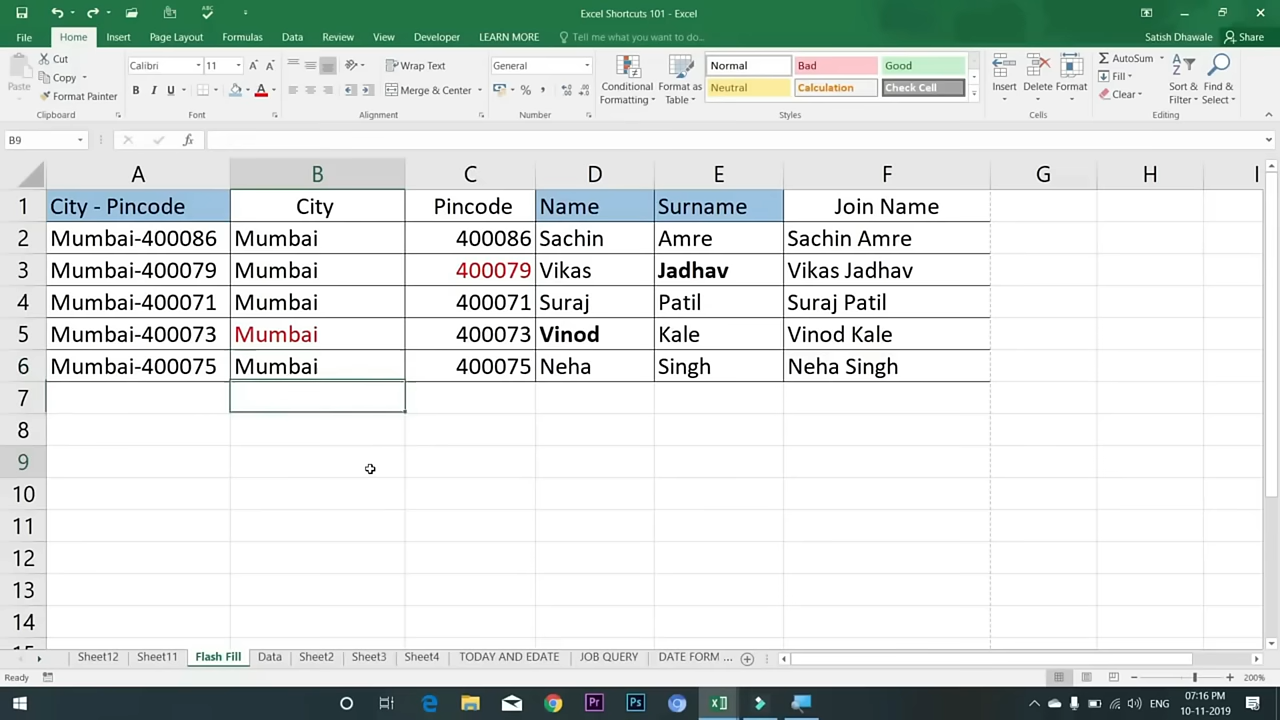 Excel Shortcuts 101 - Excel
File Home Insert Page Layout Formulas Data Review View Developer LEARN MORE Tell me what you want to do... Satish Dhawale Share
Paste Cut Copy Format Painter
Calibri 11
B I U A
Wrap Text
Merge & Center
General
%
Conditional Formatting Format as Table
Normal Bad Good
Neutral Calculation Check Cell
Insert Delete Format
AutoSum
Fill
Clear
Sort & Filter Find & Select
Clipboard Font Alignment Number Styles Cells Editing
B9 fx
A B C D E F G H I
1 City - Pincode City Pincode Name Surname Join Name
2 Mumbai-400086 Mumbai 400086 Sachin Amre Sachin Amre
3 Mumbai-400079 Mumbai 400079 Vikas Jadhav Vikas Jadhav
4 Mumbai-400071 Mumbai 400071 Suraj Patil Suraj Patil
5 Mumbai-400073 Mumbai 400073 Vinod Kale Vinod Kale
6 Mumbai-400075 Mumbai 400075 Neha Singh Neha Singh
7
8
9
10
11
12
13
14
Sheet12 Sheet11 Flash Fill Data Sheet2 Sheet3 Sheet4 TODAY AND EDATE JOB QUERY DATE FORM ...
Ready 200%
Pr Ps ENG 07:16 PM
10-11-2019